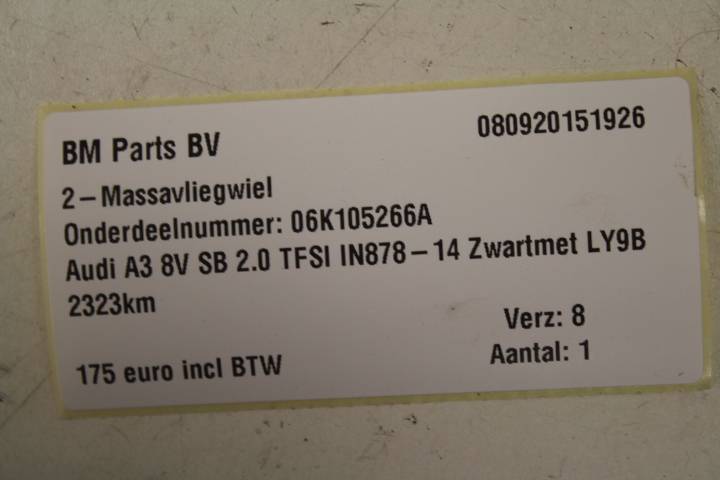 BM Parts BV
080920151926
2-Massavliegwiel
Onderdeelnummer: 06K105266A
Audi A3 8V SB 2.0 TFSI IN878-14 Zwartmet LY9B
2323km
Verz: 8
175 euro incl BTW
Aantal: 1